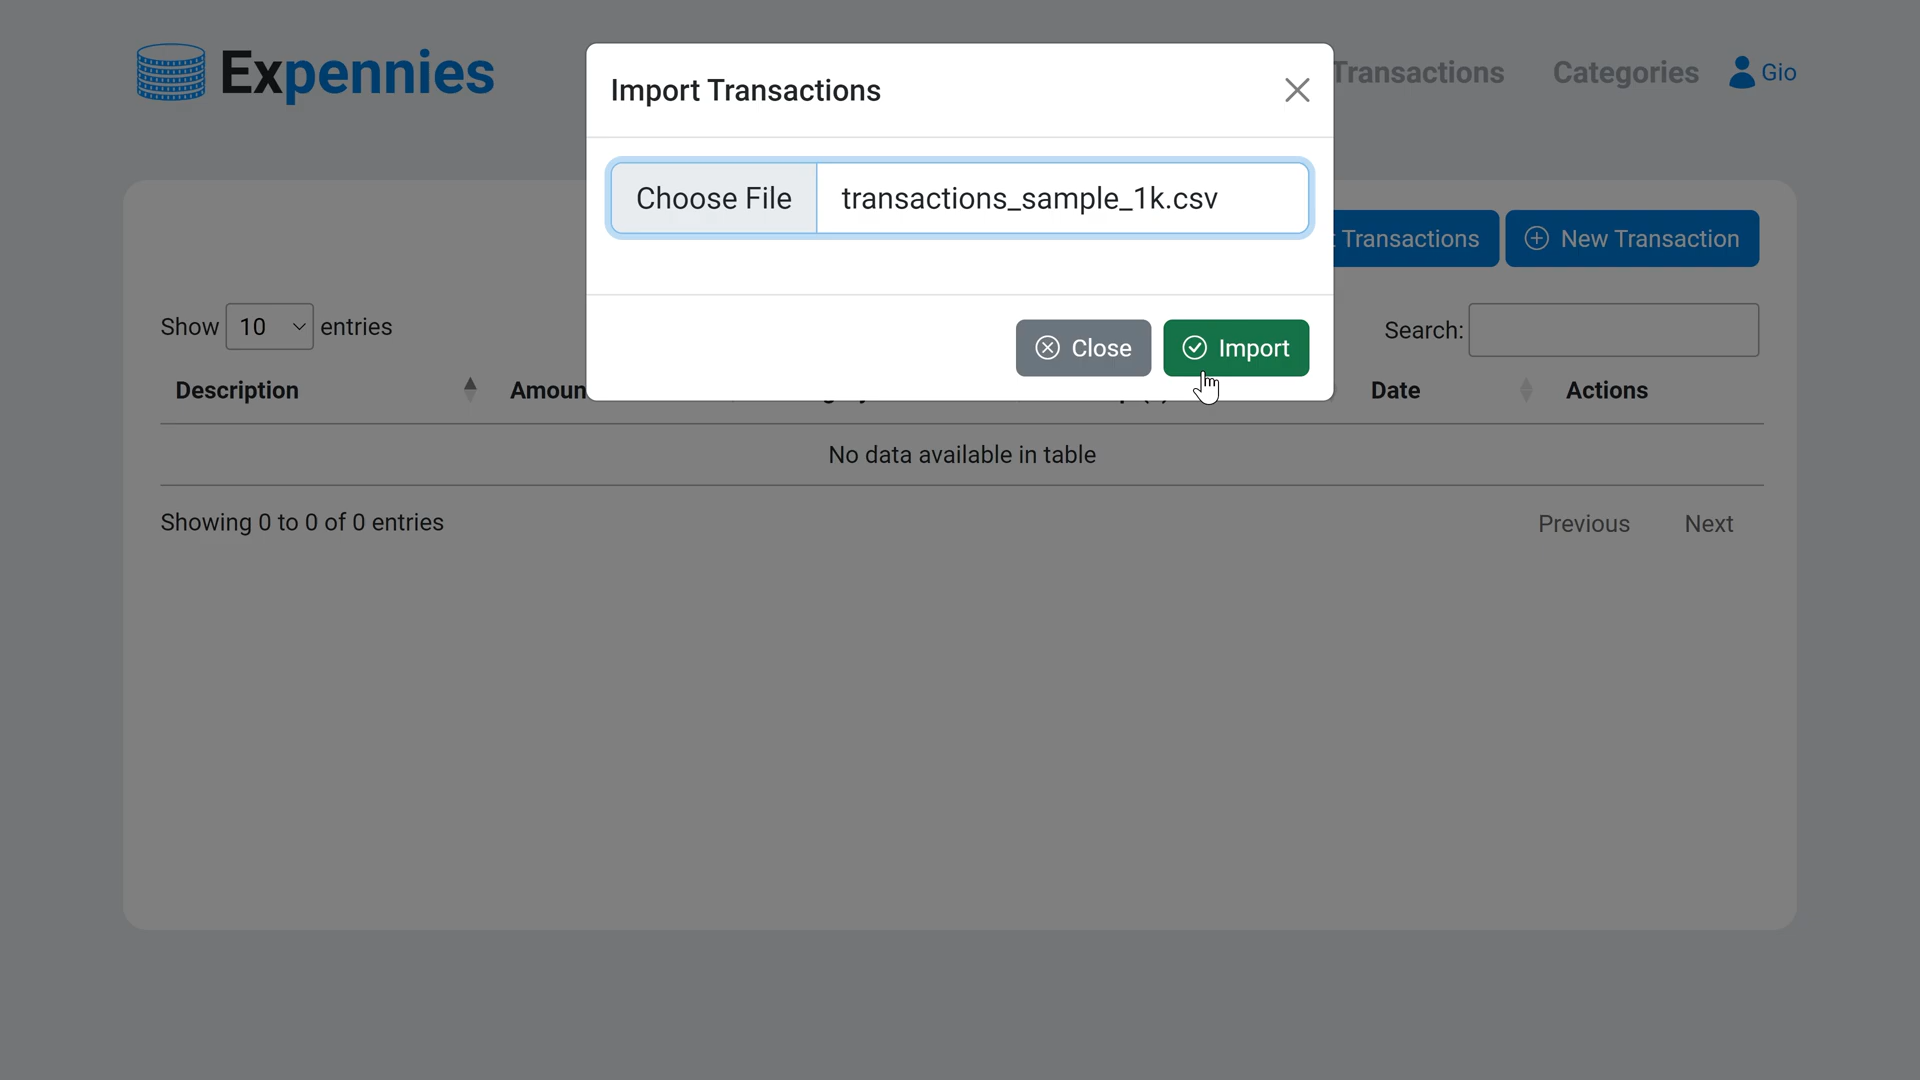 Expennies
Import Transactions
Transactions
Categories
Gio
Choose File
transactions_sample_1k.csv
Transactions
New Transaction
Show 10 entries
Search:
Close
Import
Description
Date
Actions
No data available in table
Showing 0 to 0 of 0 entries
Previous
Next